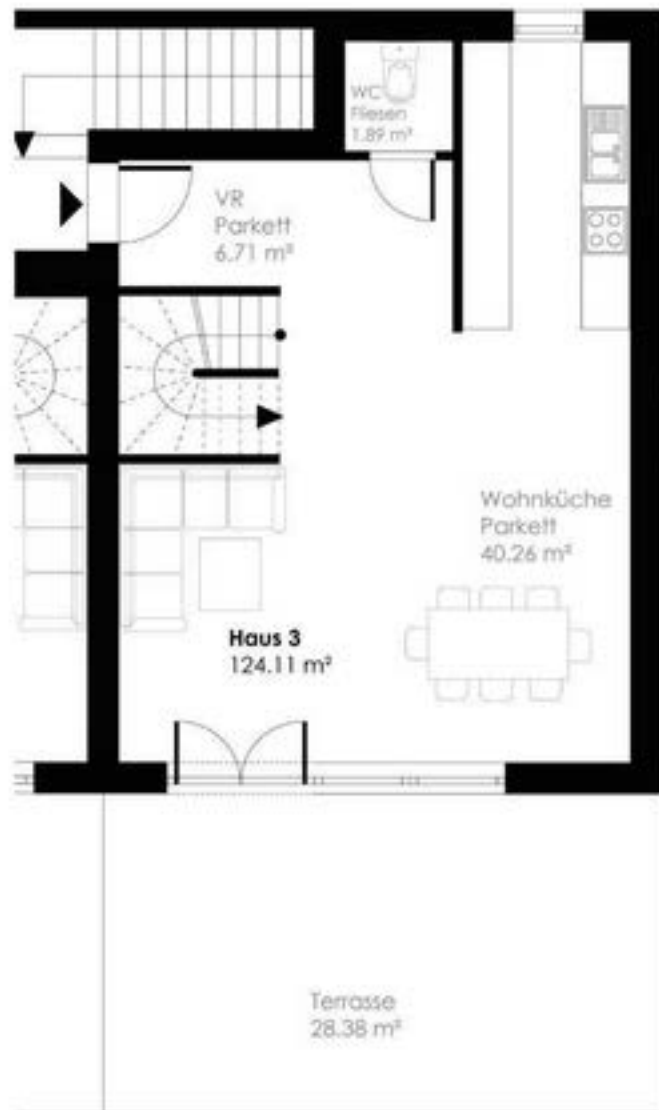 WC
Fliesen
1.89 m²
VR
Parkett
6.71 m²
Wohnküche
Parkett
40.26 m²
Haus 3
124.11 m²
Terrasse
28.38 m²